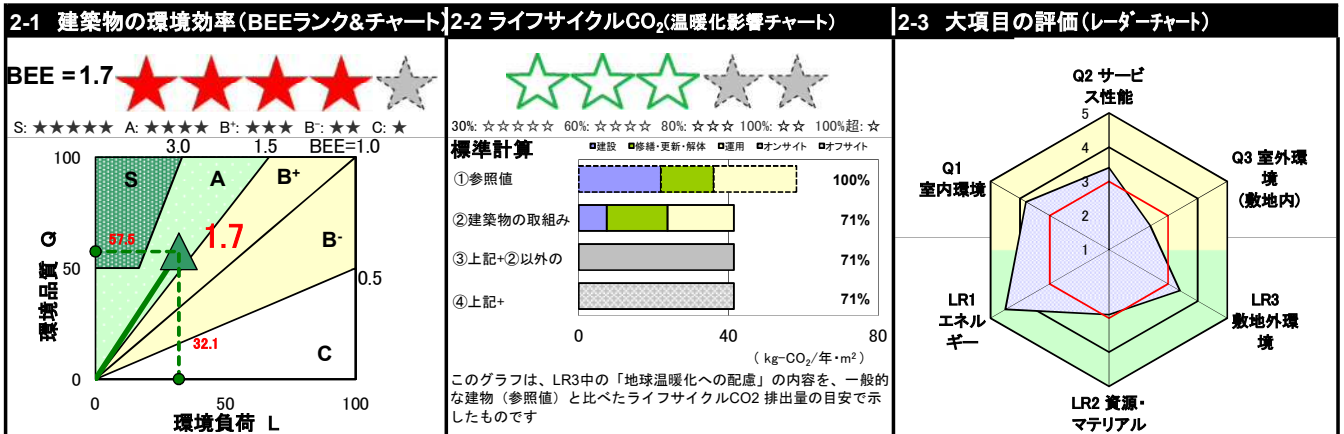 2-1 建築物の環境効率(BEEランク&チャート)
BEE = 1.7
S: ★★★★★ A: ★★★★ B+: ★★★ B-: ★★ C: ★
3.0 1.5 BEE=1.0
100
S A B+
1.7
57.5
B-
50
0.5
32.1
C
0
0 50 100
環境品質 Q
環境負荷 L
2-2 ライフサイクルCO2(温暖化影響チャート)
30%: ☆☆☆☆☆ 60%: ☆☆☆☆ 80%: ☆☆☆ 100%: ☆☆ 100%超: ☆
標準計算
■建設 ■修繕・更新・解体 □運用 ■オンサイト ■オフサイト
①参照値 100%
②建築物の取組み 71%
③上記+②以外の 71%
④上記+ 71%
0 40 80
( kg-CO2/年・m2 )
このグラフは、LR3中の「地球温暖化への配慮」の内容を、一般的
な建物(参照値)と比べたライフサイクルCO2 排出量の目安で示
したものです
2-3 大項目の評価(レーダーチャート)
Q2 サービ
ス性能
5
4
3
2
1
Q1
室内環境
Q3 室外環
境
(敷地内)
LR1
エネル
ギー
LR3
敷地外環
境
LR2 資源・
マテリアル